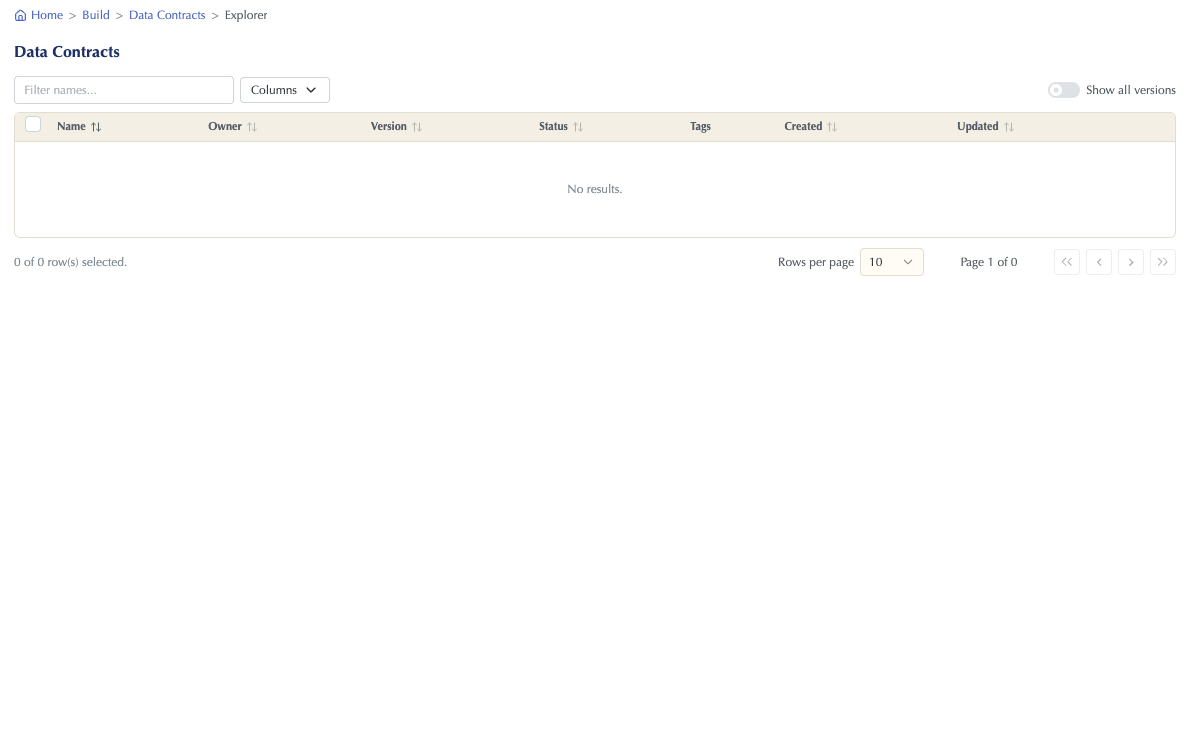 Home > Build > Data Contracts > Explorer
Data Contracts
Filter names... Columns Show all versions
Name Owner Version Status Tags Created Updated
No results.
0 of 0 row(s) selected. Rows per page 10 Page 1 of 0